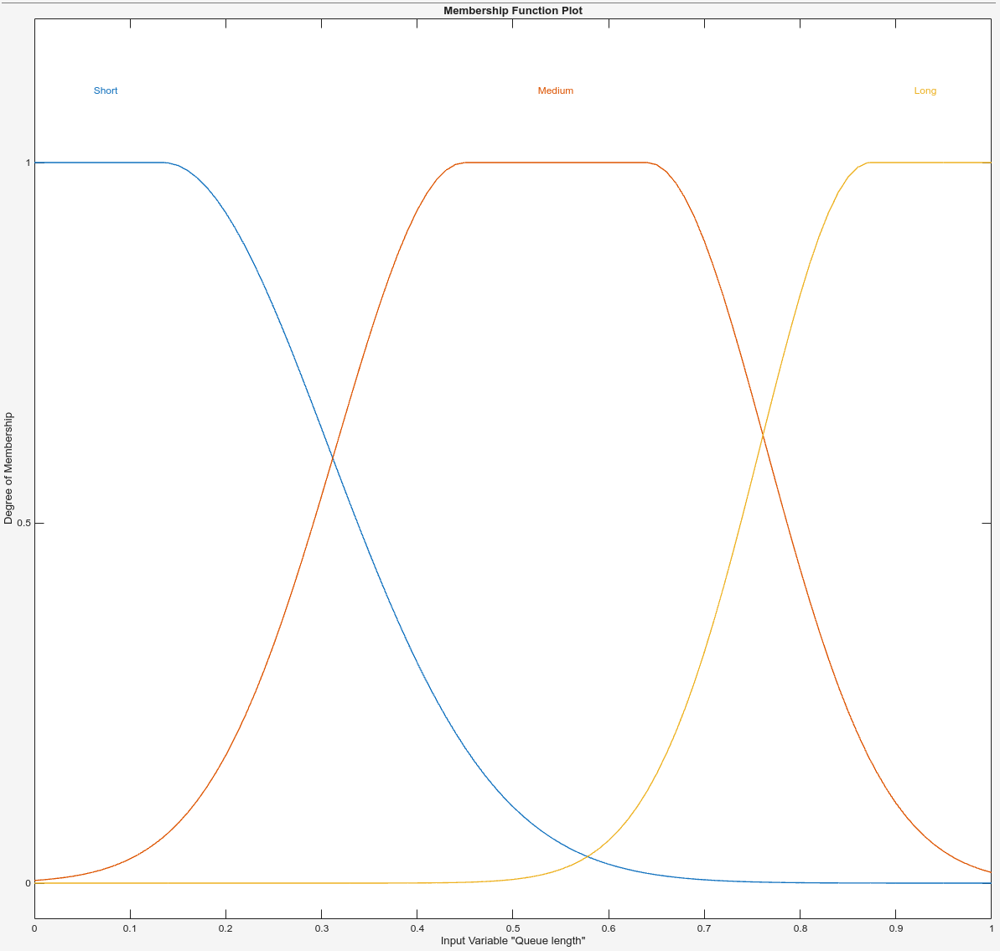 Membership Function Plot
Short Medium Long
1
Degree of Membership
0.5
0
0 0.1 0.2 0.3 0.4 0.5 0.6 0.7 0.8 0.9 1
Input Variable "Queue length"